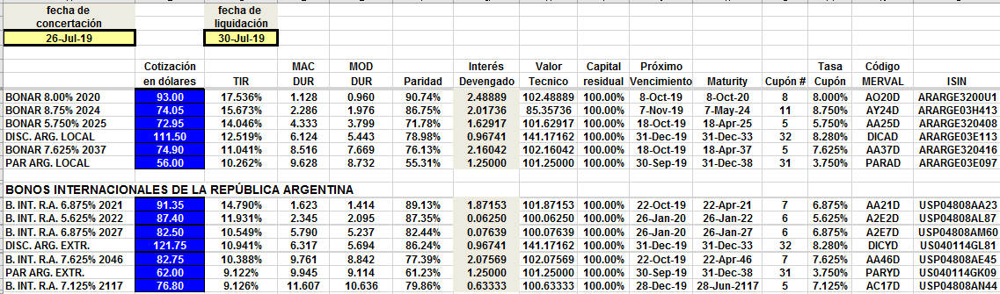 fecha de fecha de
concertación liquidación
26-Jul-19 30-Jul-19
Cotización MAC MOD Interés Valor Capital Próximo Tasa Código
en dólares TIR DUR DUR Paridad Devengado Tecnico residual Vencimiento Maturity Cupón # Cupón MERVAL ISIN
BONAR 8.00% 2020 93.00 17.536% 1.128 0.960 90.74% 2.48889 102.48889 100.00% 8-Oct-19 8-Oct-20 8 8.000% AO20D ARARGE3200U1
BONAR 8.75% 2024 74.05 15.673% 2.286 1.976 86.75% 2.01736 85.35736 100.00% 7-Nov-19 7-May-24 11 8.750% AY24D ARARGE03H413
BONAR 5.750% 2025 72.95 14.046% 4.333 3.799 71.78% 1.62917 101.62917 100.00% 18-Oct-19 18-Apr-25 5 5.750% AA25D ARARGE320408
DISC. ARG. LOCAL 111.50 12.519% 6.124 5.443 78.98% 0.96741 141.17162 100.00% 31-Dec-19 31-Dec-33 32 8.280% DICAD ARARGE03E113
BONAR 7.625% 2037 74.90 11.041% 8.516 7.669 76.13% 2.16042 102.16042 100.00% 18-Oct-19 18-Apr-37 5 7.625% AA37D ARARGE320416
PAR ARG. LOCAL 56.00 10.262% 9.628 8.732 55.31% 1.25000 101.25000 100.00% 30-Sep-19 31-Dec-38 31 3.750% PARAD ARARGE03E097
BONOS INTERNACIONALES DE LA REPÚBLICA ARGENTINA
B. INT. R.A. 6.875% 2021 91.35 14.790% 1.623 1.414 89.13% 1.87153 101.87153 100.00% 22-Oct-19 22-Apr-21 7 6.875% AA21D USP04808AA23
B. INT. R.A. 5.625% 2022 87.40 11.931% 2.345 2.095 87.35% 0.06250 100.06250 100.00% 26-Jan-20 26-Jan-22 6 5.625% A2E2D USP04808AL87
B. INT. R.A. 6.875% 2027 82.50 10.549% 5.790 5.237 82.44% 0.07639 100.07639 100.00% 26-Jan-20 26-Jan-27 6 6.875% A2E7D USP04808AM60
DISC. ARG. EXTR. 121.75 10.941% 6.317 5.694 86.24% 0.96741 141.17162 100.00% 31-Dec-19 31-Dec-33 32 8.280% DICYD US040114GL81
B. INT. R.A. 7.625% 2046 82.75 10.388% 9.761 8.842 77.39% 2.07569 102.07569 100.00% 22-Oct-19 22-Apr-46 7 7.625% AA46D USP04808AE45
PAR ARG. EXTR. 62.00 9.122% 9.945 9.114 61.23% 1.25000 101.25000 100.00% 30-Sep-19 31-Dec-38 31 3.750% PARYD US040114GK09
B. INT. R.A. 7.125% 2117 76.80 9.126% 11.607 10.636 79.86% 0.63333 100.63333 100.00% 28-Dec-19 28-Jun-2117 5 7.125% AC17D USP04808AN44